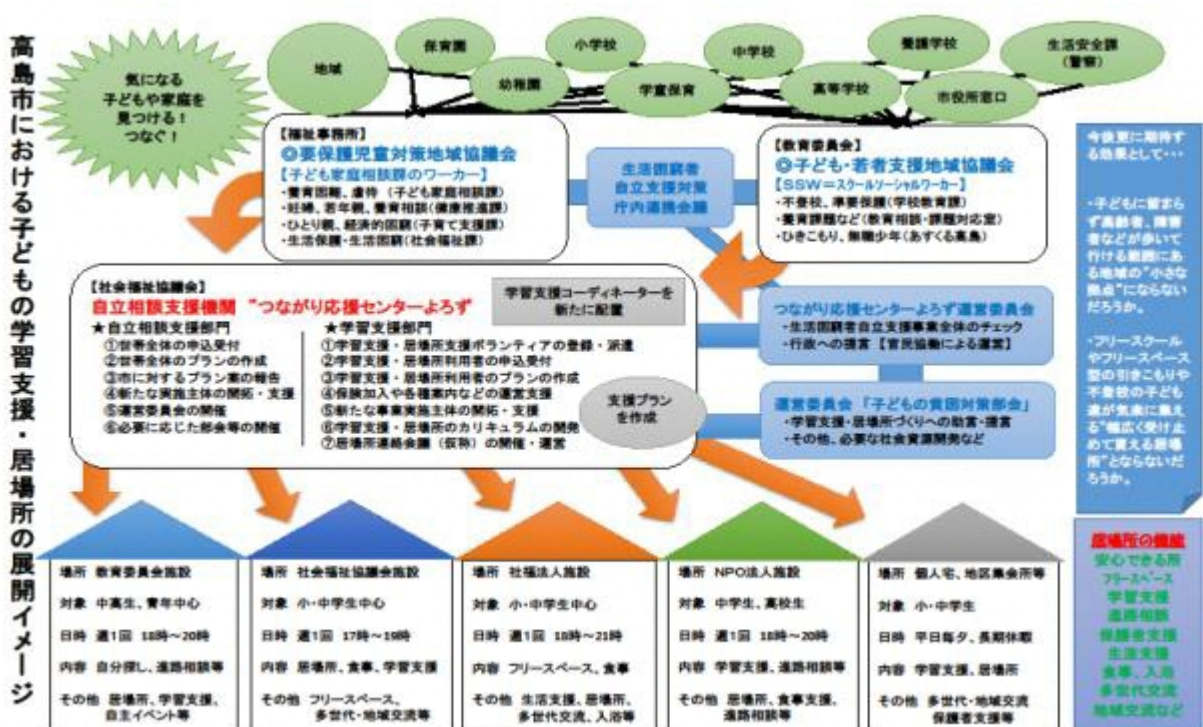 高島市における子どもの学習支援・居場所の展開イメージ
気になる
子どもや家庭を
見つける！
つなぐ！
地域
保育園
幼稚園
小学校
学童保育
中学校
高等学校
養護学校
市役所窓口
生活安全課
（警察）
【福祉事務所】
◎要保護児童対策地域協議会
【子ども家庭相談課のワーカー】
・養育困難、虐待（子ども家庭相談課）
・妊婦、若年親、養育相談（健康推進課）
・ひとり親、経済的困窮（子育て支援課）
・生活保護・生活困窮（社会福祉課）
生活困窮者
自立支援対策
庁内連携会議
【教育委員会】
◎子ども・若者支援地域協議会
【SSW＝スクールソーシャルワーカー】
・不登校、準要保護（学校教育課）
・養育課題など（教育相談・課題対応室）
・ひきこもり、無職少年（あすくる高島）
【社会福祉協議会】
自立相談支援機関 “つながり応援センターよろず”
学習支援コーディネーターを
新たに配置
★自立相談支援部門
①世帯全体の申込受付
②世帯全体のプランの作成
③市に対するプラン案の報告
④新たな実施主体の開拓・支援
⑤運営委員会の開催
⑥必要に応じた部会等の開催
★学習支援部門
①学習支援・居場所支援ボランティアの登録・派遣
②学習支援・居場所利用者の申込受付
③学習支援・居場所利用者のプランの作成
④保険加入や各種案内などの運営支援
⑤新たな事業実施主体の開拓・支援
⑥学習支援・居場所のカリキュラムの開発
⑦居場所連絡会議（仮称）の開催・運営
支援プラン
を作成
つながり応援センターよろず運営委員会
・生活困窮者自立支援事業全体のチェック
・行政への提言 【官民協働による運営】
運営委員会 「子どもの貧困対策部会」
・学習支援・居場所づくりへの助言・提言
・その他、必要な社会資源開発など
今後更に期待す
る効果として・・・
・子どもに留まら
ず高齢者、障害
者などが歩いて
行ける範囲にあ
る地域の“小さな
拠点”にならない
だろうか。
・フリースクール
やフリースペース
型の引きこもりや
不登校の子ども
達が気楽に集え
る“幅広く受け止
めて貰える居場
所”とならないだ
ろうか。
場所 教育委員会施設
対象 中高生、青年中心
日時 週1回 18時～20時
内容 自分探し、進路相談等
その他 居場所、学習支援、
自主イベント等
場所 社会福祉協議会施設
対象 小・中学生中心
日時 週1回 17時～19時
内容 居場所、食事、学習支援
その他 フリースペース、
多世代・地域交流等
場所 社福法人施設
対象 小・中学生中心
日時 週1回 18時～21時
内容 フリースペース、食事
その他 生活支援、居場所、
多世代交流、入浴等
場所 NPO法人施設
対象 中学生、高校生
日時 週1回 18時～20時
内容 学習支援、進路相談等
その他 居場所、食事支援、
進路相談等
場所 個人宅、地区集会所等
対象 小・中学生
日時 平日毎夕、長期休暇
内容 学習支援、居場所
その他 多世代・地域交流
保護者支援等
居場所の機能
安心できる所
フリースペース
学習支援
進路相談
保護者支援
生活支援
食事、入浴
多世代交流
地域交流など